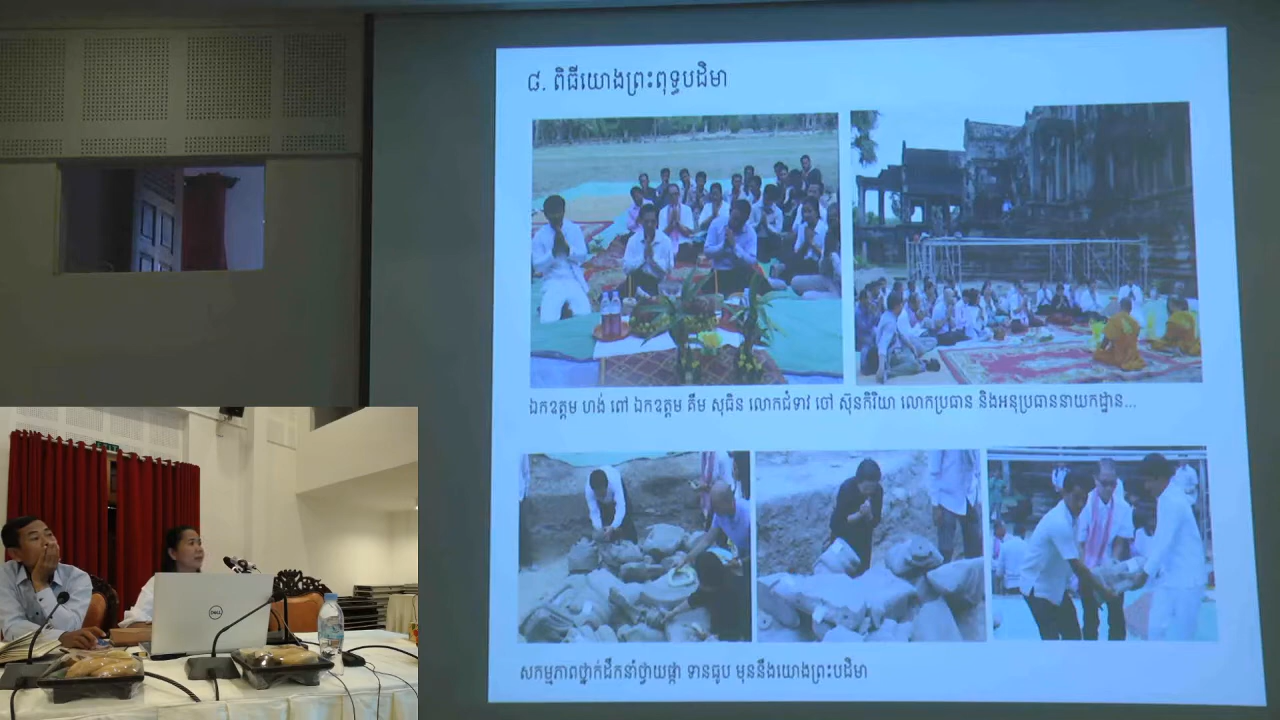 ៨. ពិធីយោងព្រះពុទ្ធបដិមា
ឯកឧត្តម ហង់ ពៅ ឯកឧត្តម គឹម សុធិន លោកជំទាវ ចៅ ស៊ុនកិរិយា លោកប្រធាន និងអនុប្រធាននាយកដ្ឋាន...
សកម្មភាពថ្នាក់ដឹកនាំថ្វាយផ្កា ទានធូប មុននឹងយោងព្រះបដិមា
DELL